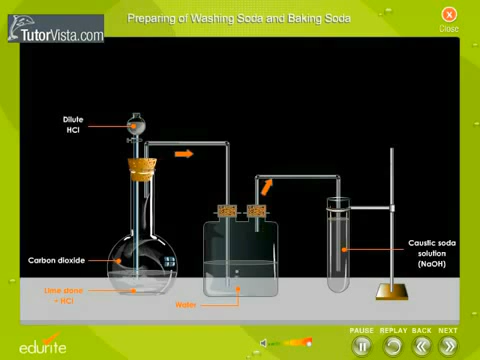 Preparing of Washing Soda and Baking Soda
TutorVista.com
Close
Dilute
HCl
Carbon dioxide
Lime stone
+ HCl
Water
Caustic soda
solution
(NaOH)
edurite
PAUSE REPLAY BACK NEXT